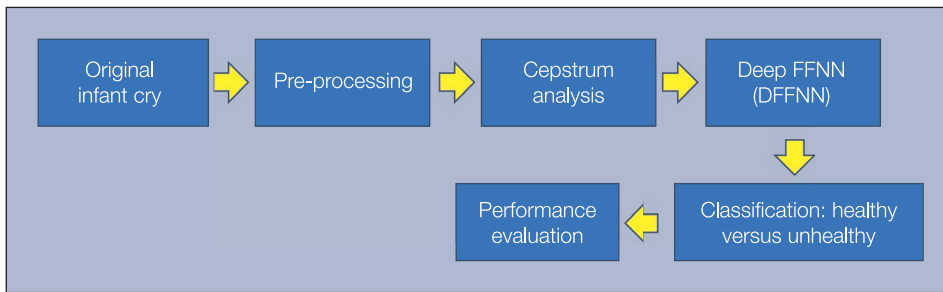 Original
infant cry
Pre-processing
Cepstrum
analysis
Deep FFNN
(DFFNN)
Classification: healthy
versus unhealthy
Performance
evaluation